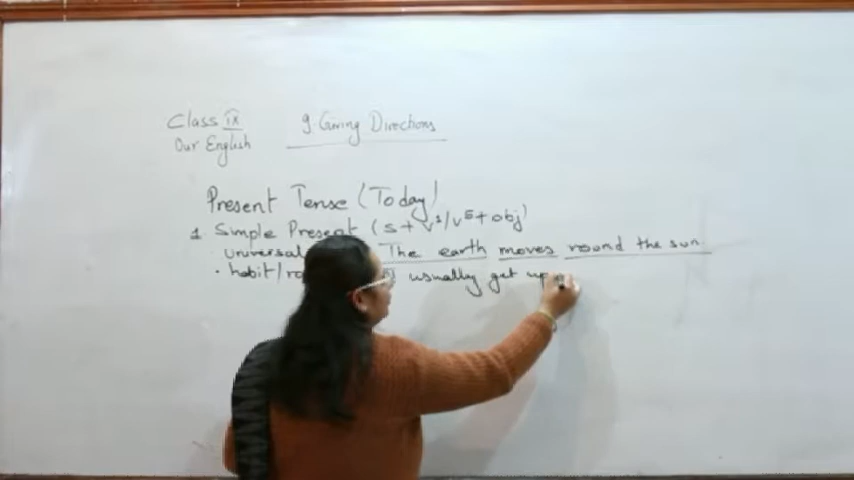 Class IX
Our English
9. Giving Directions
Present Tense (Today)
1 Simple Present (S + V1/V5 + obj)
universal The earth moves round the sun.
• habit/ usually get up